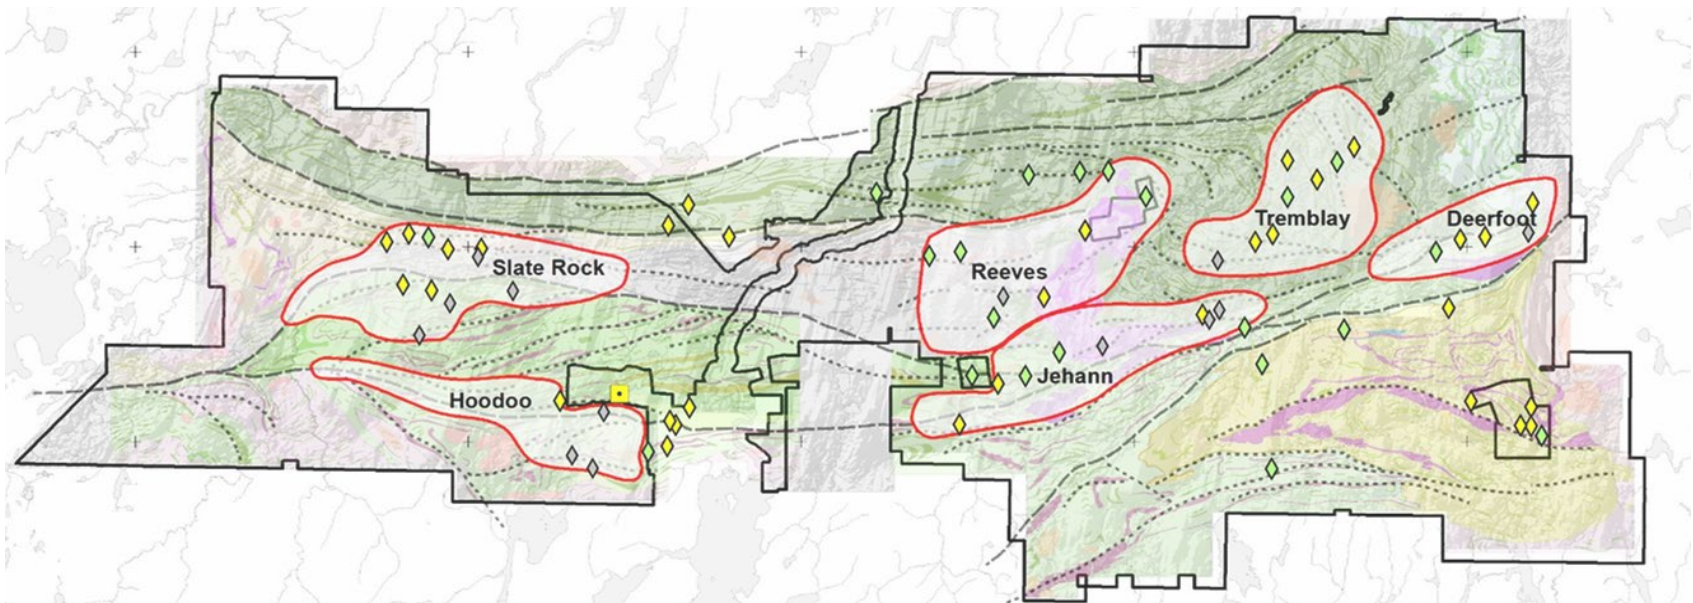 Slate Rock
Hoodoo
Reeves
Jehann
Tremblay
Deerfoot